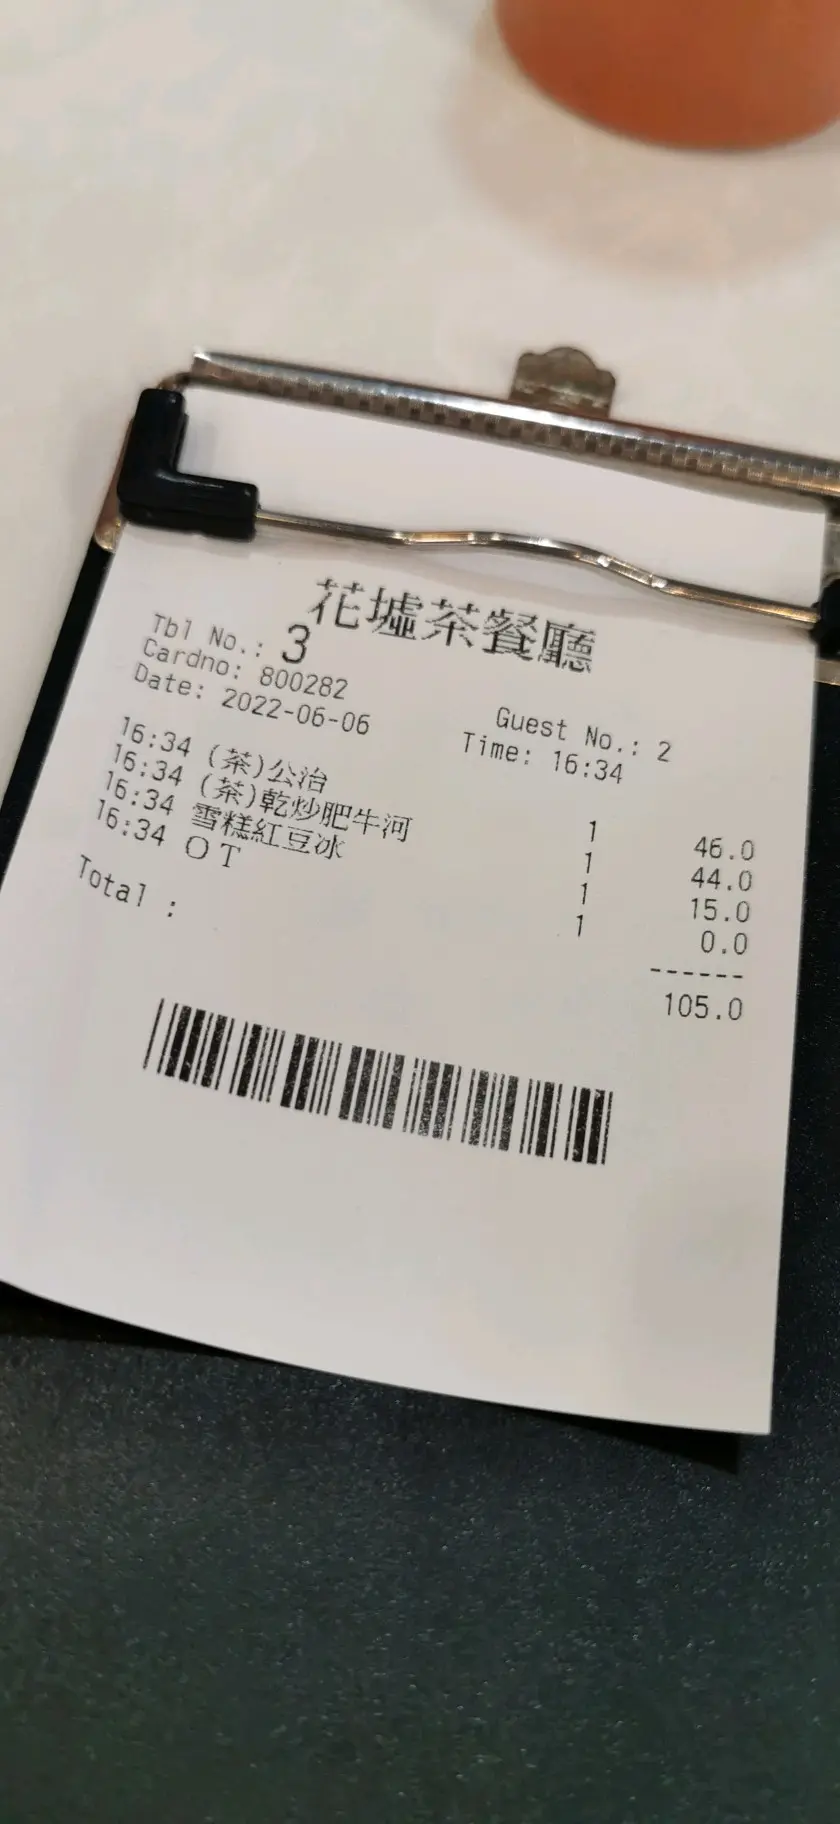 花墟茶餐廳
Tbl No.: 3
Cardno: 800282 Guest No.: 2
Date: 2022-06-06 Time: 16:34
16:34 (茶)公治 1 46.0
16:34 (茶)乾炒肥牛河 1 44.0
16:34 雪糕紅豆冰 1 15.0
16:34 OT 1 0.0
------
Total : 105.0